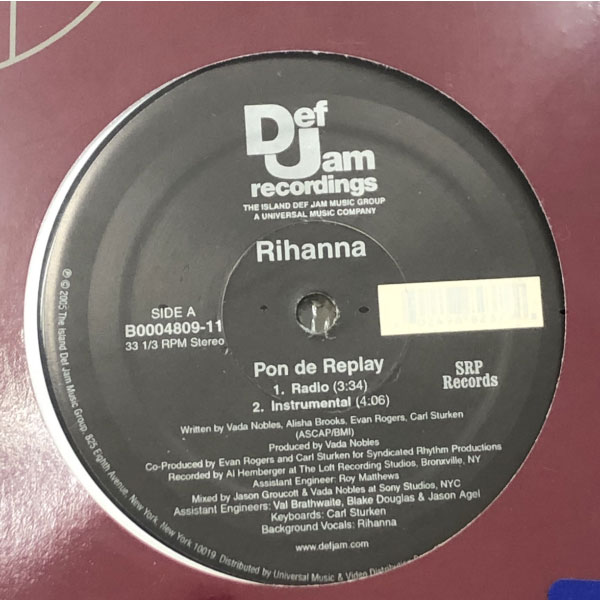 Def
Jam
recordings
THE ISLAND DEF JAM MUSIC GROUP
A UNIVERSAL MUSIC COMPANY
Rihanna
SIDE A
B0004809-11
33 1/3 RPM Stereo
Pon de Replay
1. Radio (3:34)
2. Instrumental (4:06)
SRP
Records
Written by Vada Nobles, Alisha Brooks, Evan Rogers, Carl Sturken
(ASCAP/BMI)
Produced by Vada Nobles
Co-Produced by Evan Rogers and Carl Sturken for Syndicated Rhythm Productions
Recorded by Al Hemberger at The Loft Recording Studios, Bronxville, NY
Assistant Engineer: Roy Matthews
Mixed by Jason Groucott & Vada Nobles at Sony Studios, NYC
Assistant Engineers: Val Brathwaite, Blake Douglas & Jason Agel
Keyboards: Carl Sturken
Background Vocals: Rihanna
www.defjam.com
℗ © 2005 The Island Def Jam Music Group, 825 Eighth Avenue, New York, New York 10019. Distributed by Universal Music & Video